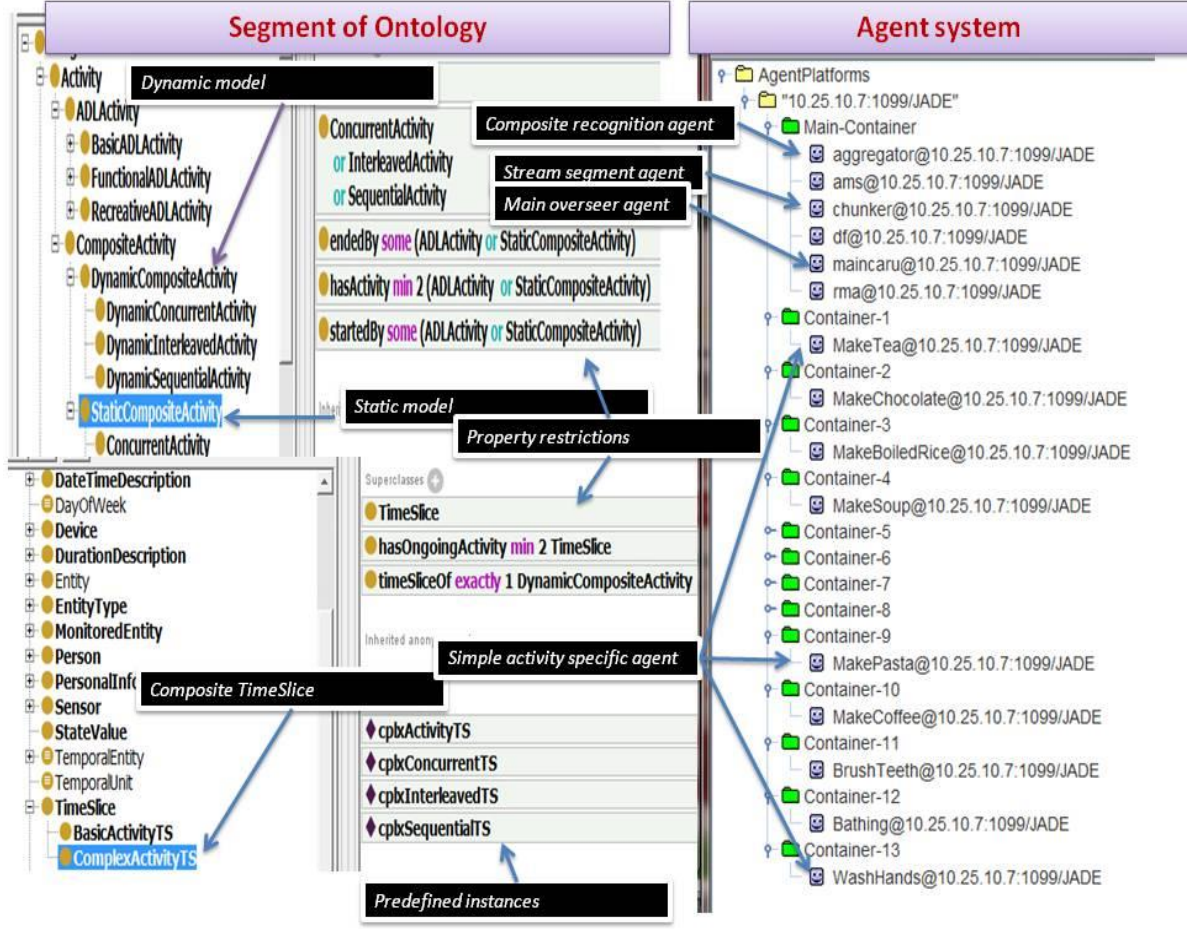 Segment of Ontology
Activity
Dynamic model
ADLActivity
BasicADLActivity
FunctionalADLActivity
RecreativeADLActivity
CompositeActivity
DynamicCompositeActivity
DynamicConcurrentActivity
DynamicInterleavedActivity
DynamicSequentialActivity
StaticCompositeActivity
ConcurrentActivity
ConcurrentActivity
or InterleavedActivity
or SequentialActivity
endedBy some (ADLActivity or StaticCompositeActivity)
hasActivity min 2 (ADLActivity or StaticCompositeActivity)
startedBy some (ADLActivity or StaticCompositeActivity)
Static model
Property restrictions
DateTimeDescription
DayOfWeek
Device
DurationDescription
Entity
EntityType
MonitoredEntity
Person
Sensor
StateValue
TemporalEntity
TemporalUnit
TimeSlice
BasicActivityTS
ComplexActivityTS
Composite TimeSlice
Superclasses
TimeSlice
hasOngoingActivity min 2 TimeSlice
timeSliceOf exactly 1 DynamicCompositeActivity
Inherited
Simple activity specific agent
cplxActivityTS
cplxConcurrentTS
cplxInterleavedTS
cplxSequentialTS
Predefined instances
Agent system
AgentPlatforms
"10.25.10.7:1099/JADE"
Main-Container
Composite recognition agent
aggregator@10.25.10.7:1099/JADE
Stream segment agent
ams@10.25.10.7:1099/JADE
Main overseer agent
chunker@10.25.10.7:1099/JADE
df@10.25.10.7:1099/JADE
maincaru@10.25.10.7:1099/JADE
rma@10.25.10.7:1099/JADE
Container-1
MakeTea@10.25.10.7:1099/JADE
Container-2
MakeChocolate@10.25.10.7:1099/JADE
Container-3
MakeBoiledRice@10.25.10.7:1099/JADE
Container-4
MakeSoup@10.25.10.7:1099/JADE
Container-5
Container-6
Container-7
Container-8
Container-9
MakePasta@10.25.10.7:1099/JADE
Container-10
MakeCoffee@10.25.10.7:1099/JADE
Container-11
BrushTeeth@10.25.10.7:1099/JADE
Container-12
Bathing@10.25.10.7:1099/JADE
Container-13
WashHands@10.25.10.7:1099/JADE